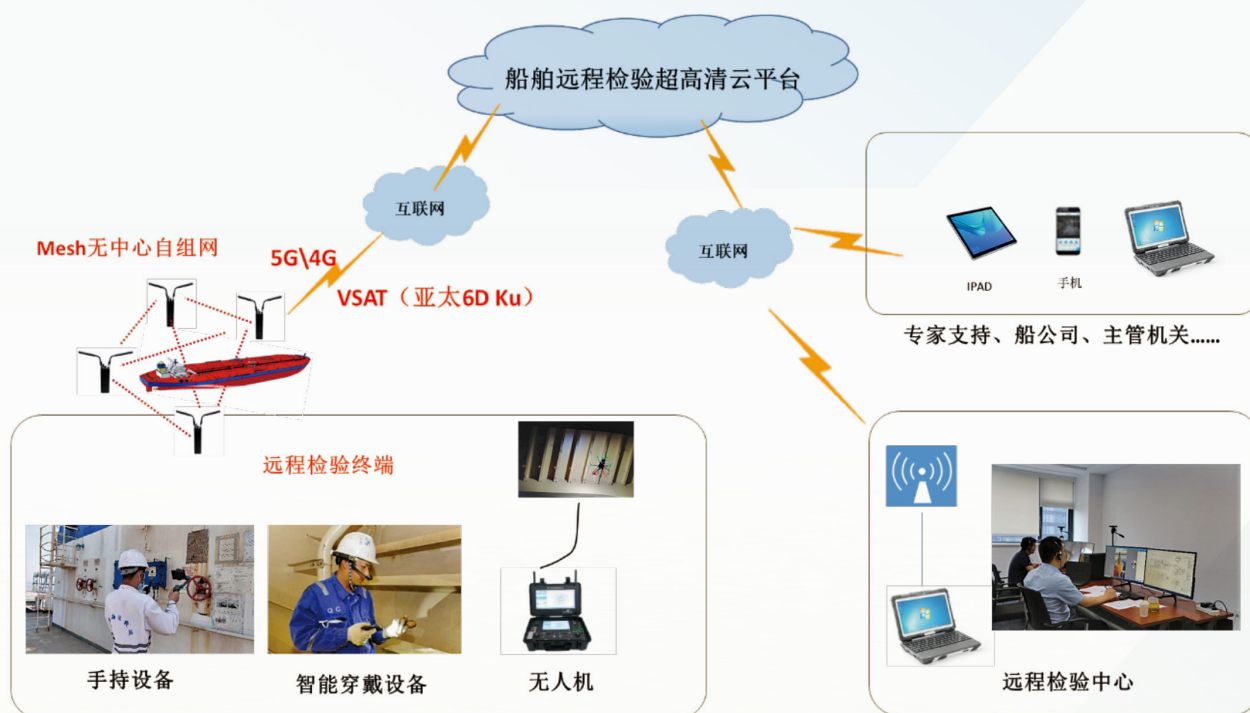 船舶远程检验超高清云平台
互联网
Mesh无中心自组网
5G\4G
VSAT（亚太6D Ku）
互联网
IPAD
手机
专家支持、船公司、主管机关……
远程检验终端
手持设备
智能穿戴设备
无人机
远程检验中心